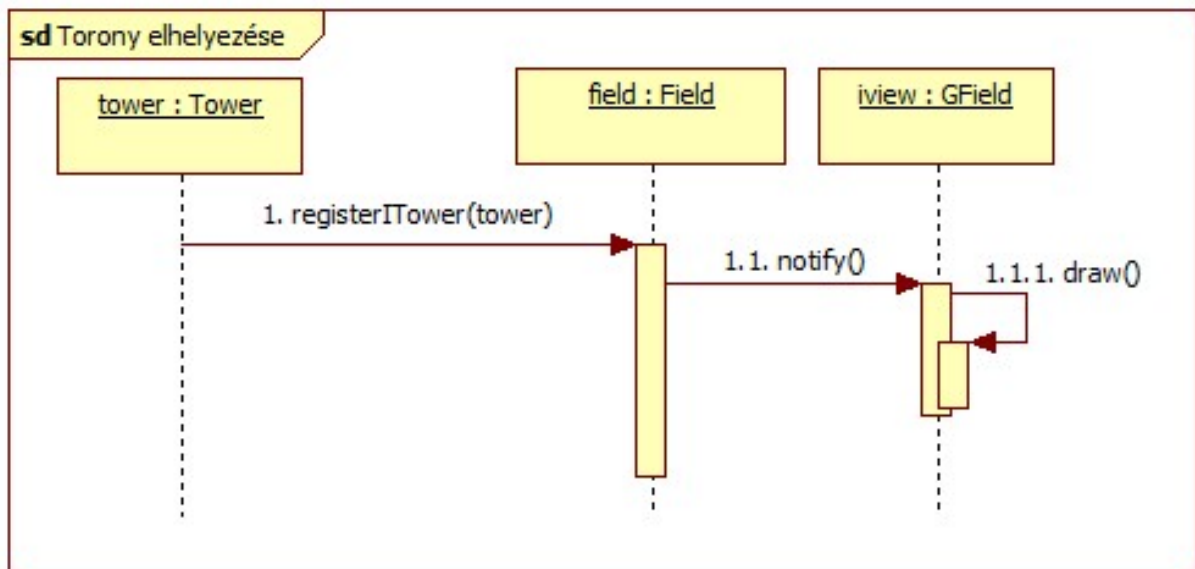 sd Torony elhelyezése
tower : Tower
field : Field
iview : GField
1. registerITower(tower)
1.1. notify()
1.1.1. draw()